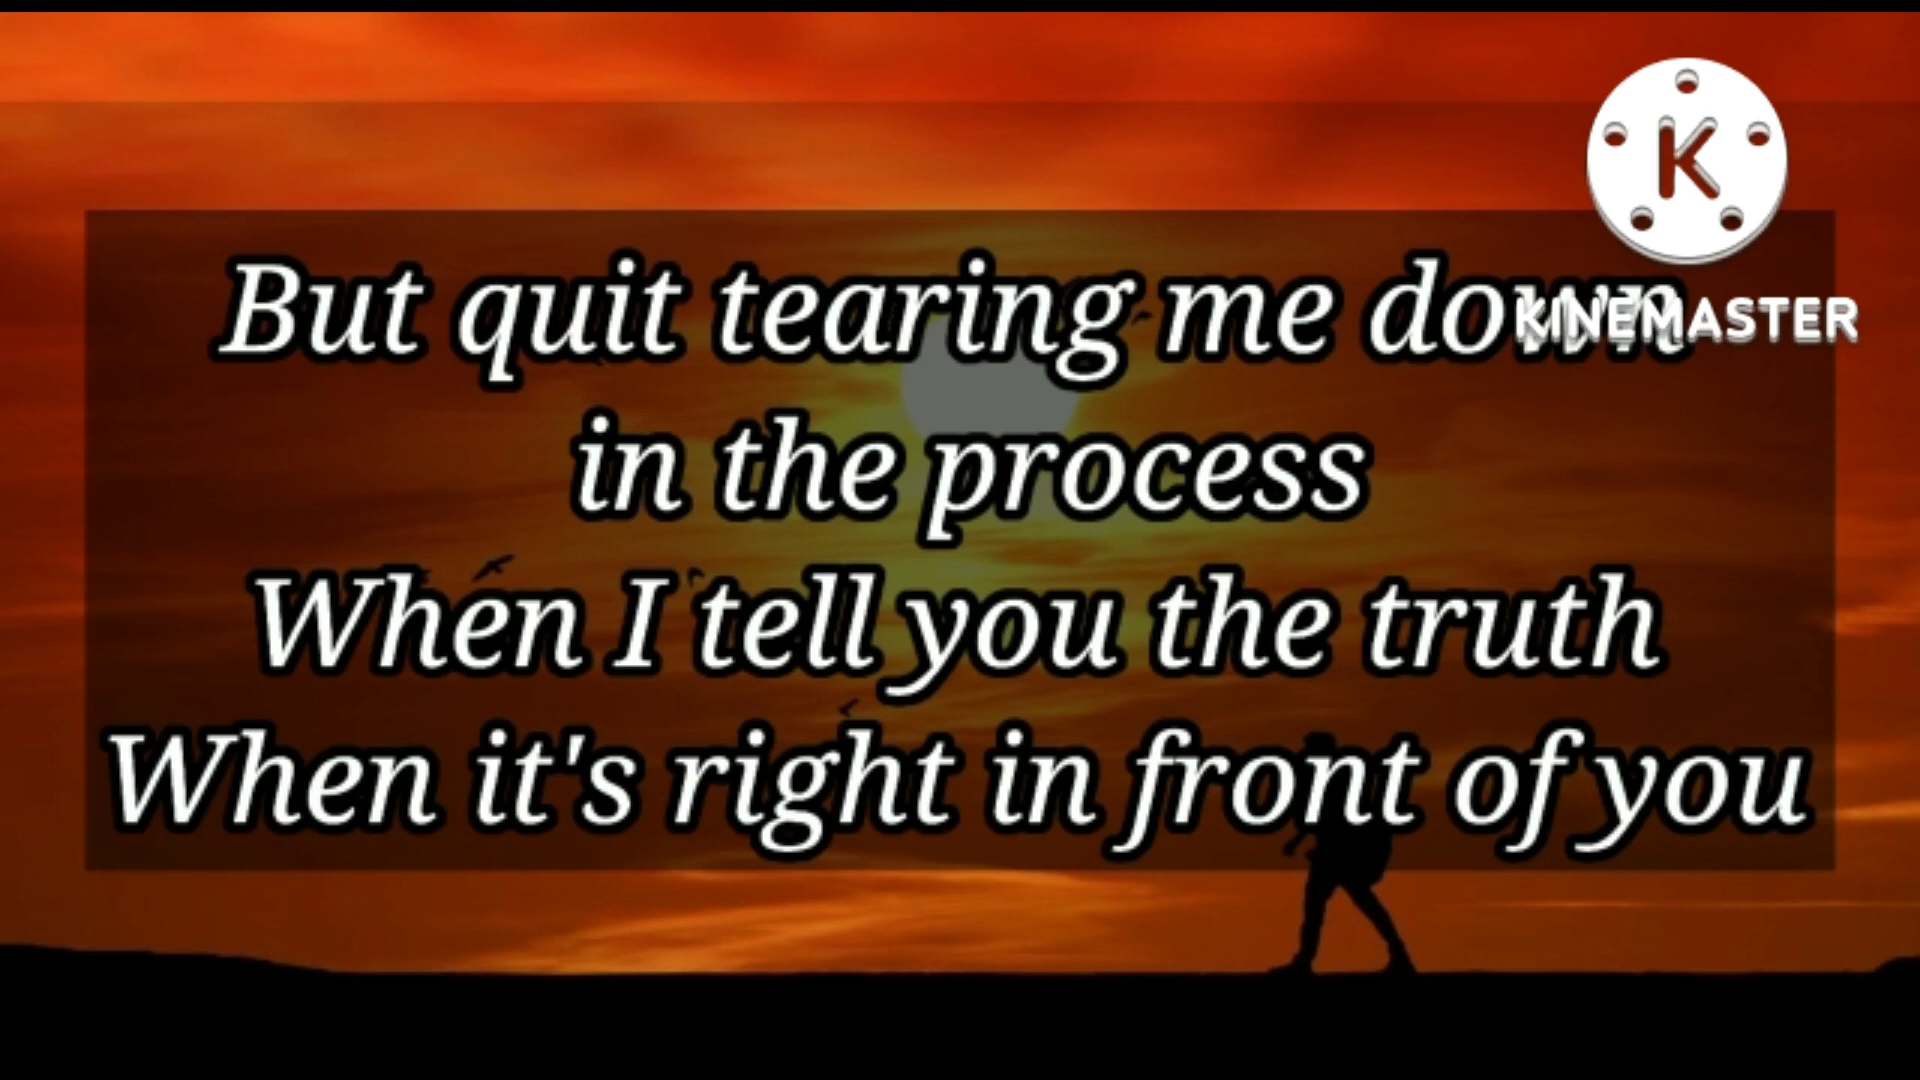 K
KINEMASTER
But quit tearing me down
in the process
When I tell you the truth
When it's right in front of you